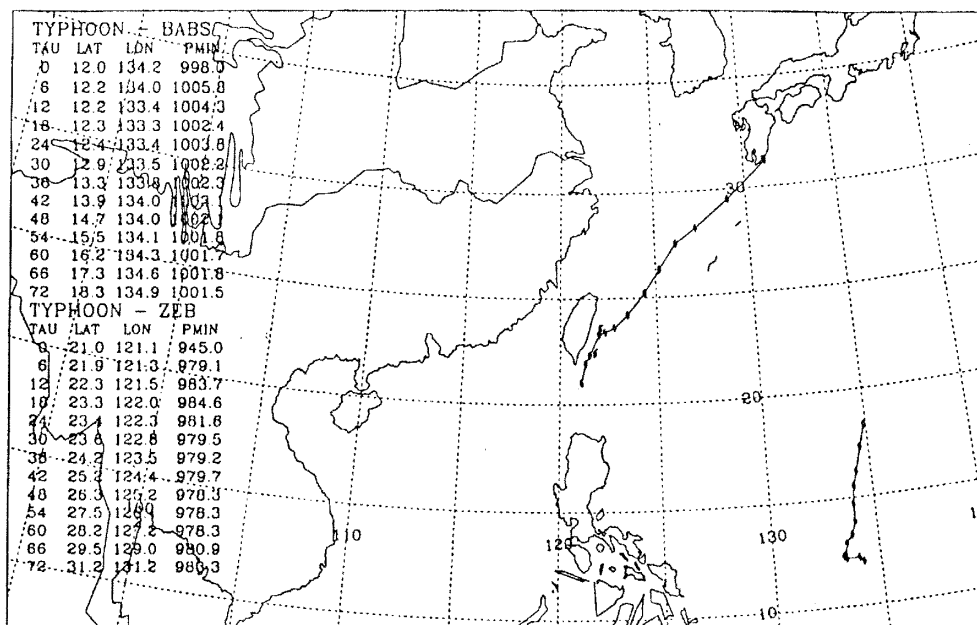 TYPHOON - BABS
TAU LAT LON PMIN
0 12.0 134.2 998.0
6 12.2 134.0 1005.8
12 12.2 133.4 1004.3
18 12.3 133.3 1002.4
24 12.4 133.4 1003.8
30 12.9 133.5 1002.2
36 13.3 133.8 1002.3
42 13.9 134.0
48 14.7 134.0
54 15.5 134.1 1001.8
60 16.2 134.3 1001.7
66 17.3 134.6 1001.8
72 18.3 134.9 1001.5
TYPHOON - ZEB
TAU LAT LON PMIN
0 21.0 121.1 945.0
6 21.9 121.3 979.1
12 22.3 121.5 983.7
18 23.3 122.0 984.6
24 23.4 122.3 981.6
30 23.8 122.8 979.5
36 24.2 123.5 979.2
42 25.2 124.4 979.7
48 26.3 125.2 978.3
54 27.5 978.3
60 28.2 127.2 978.3
66 29.5 129.0 980.9
72 31.2 131.2 980.3
30
20
100
110
120
130
10